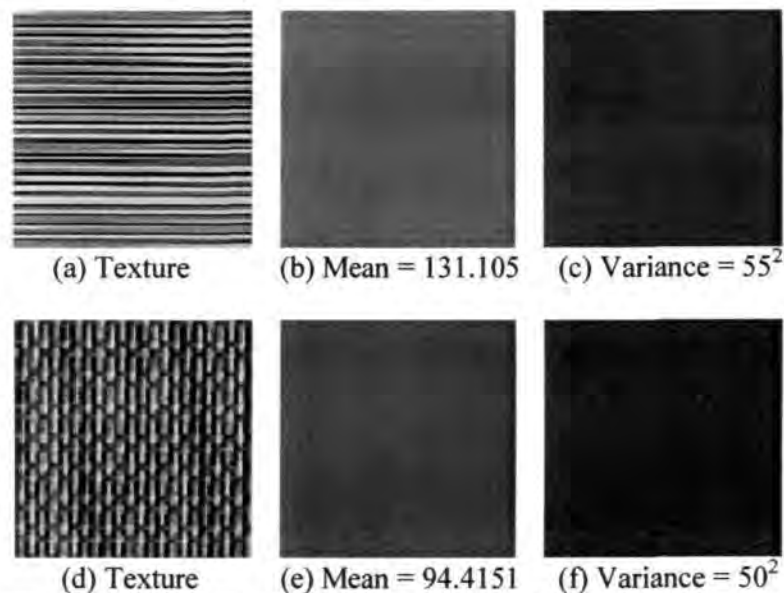 (a) Texture
(b) Mean = 131.105
(c) Variance = 55²
(d) Texture
(e) Mean = 94.4151
(f) Variance = 50²